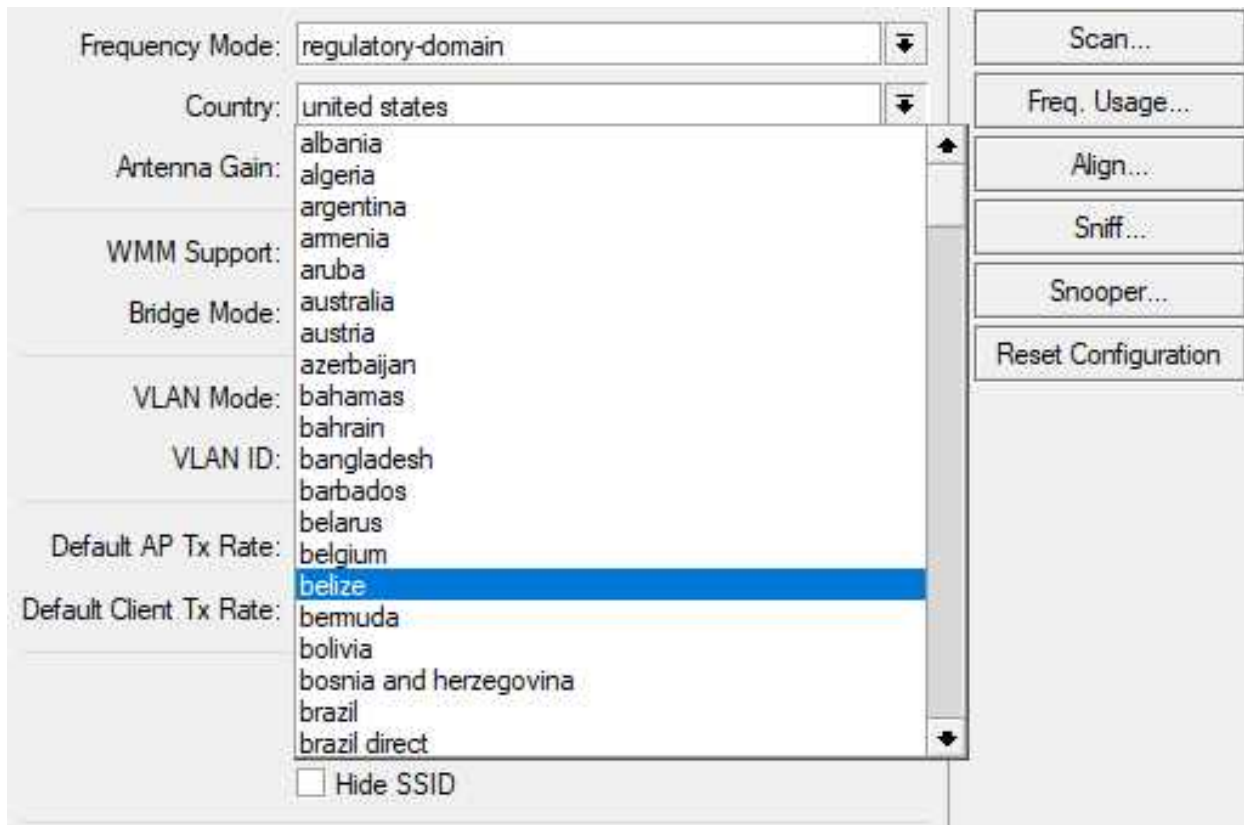 Frequency Mode: regulatory-domain
Country: united states
Antenna Gain:
WMM Support:
Bridge Mode:
VLAN Mode:
VLAN ID:
Default AP Tx Rate:
Default Client Tx Rate:
albania
algeria
argentina
armenia
aruba
australia
austria
azerbaijan
bahamas
bahrain
bangladesh
barbados
belarus
belgium
belize
bermuda
bolivia
bosnia and herzegovina
brazil
brazil direct
Hide SSID
Scan...
Freq. Usage...
Align...
Sniff...
Snooper...
Reset Configuration